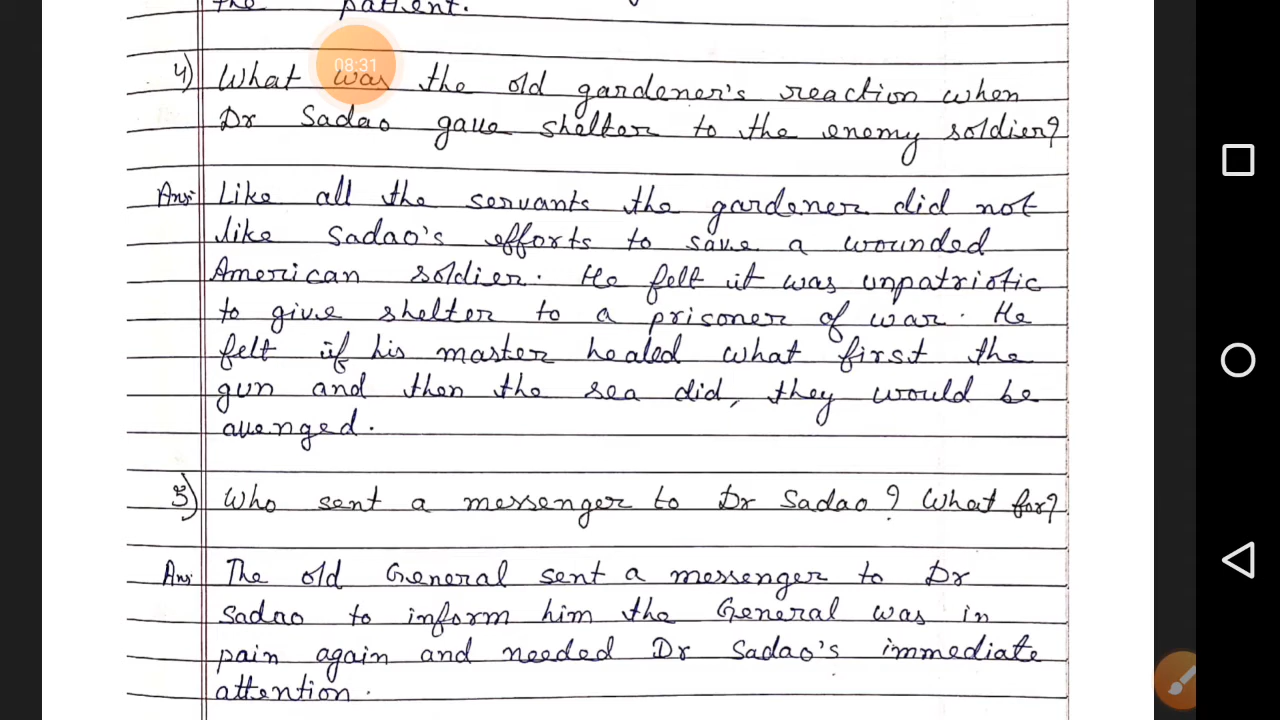 the patient.
08:31
4) What was the old gardener's reaction when
Dr Sadao gave shelter to the enemy soldier?
Ans: Like all the servants the gardener did not
like Sadao's efforts to save a wounded
American soldier. He felt it was unpatriotic
to give shelter to a prisoner of war. He
felt if his master healed what first the
gun and then the sea did, they would be
avenged.
5) Who sent a messenger to Dr Sadao? What for?
Ans: The old General sent a messenger to Dr
Sadao to inform him the General was in
pain again and needed Dr Sadao's immediate
attention.